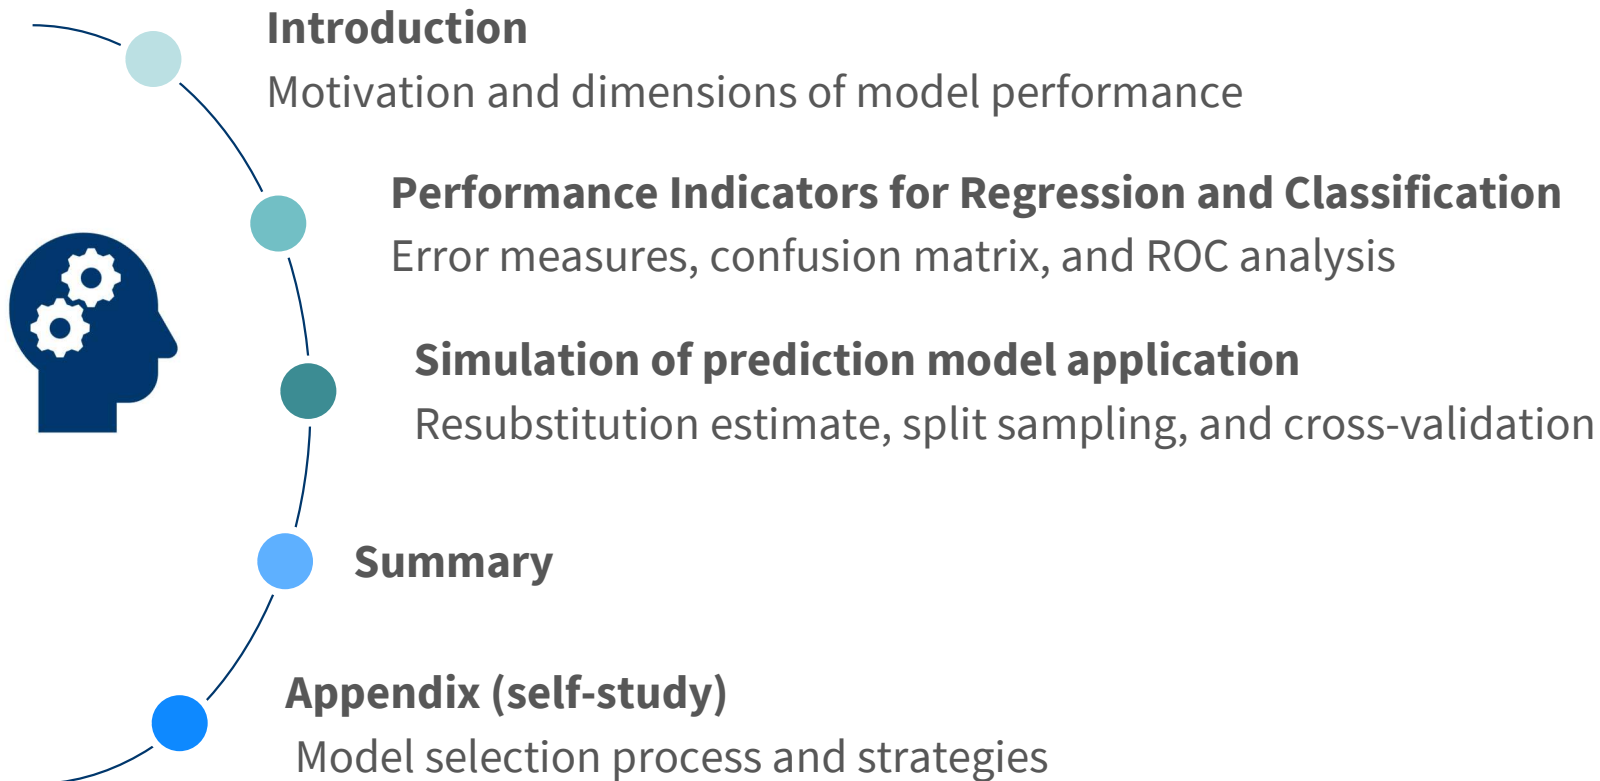 Introduction
Motivation and dimensions of model performance
Performance Indicators for Regression and Classification
Error measures, confusion matrix, and ROC analysis
Simulation of prediction model application
Resubstitution estimate, split sampling, and cross-validation
Summary
Appendix (self-study)
Model selection process and strategies